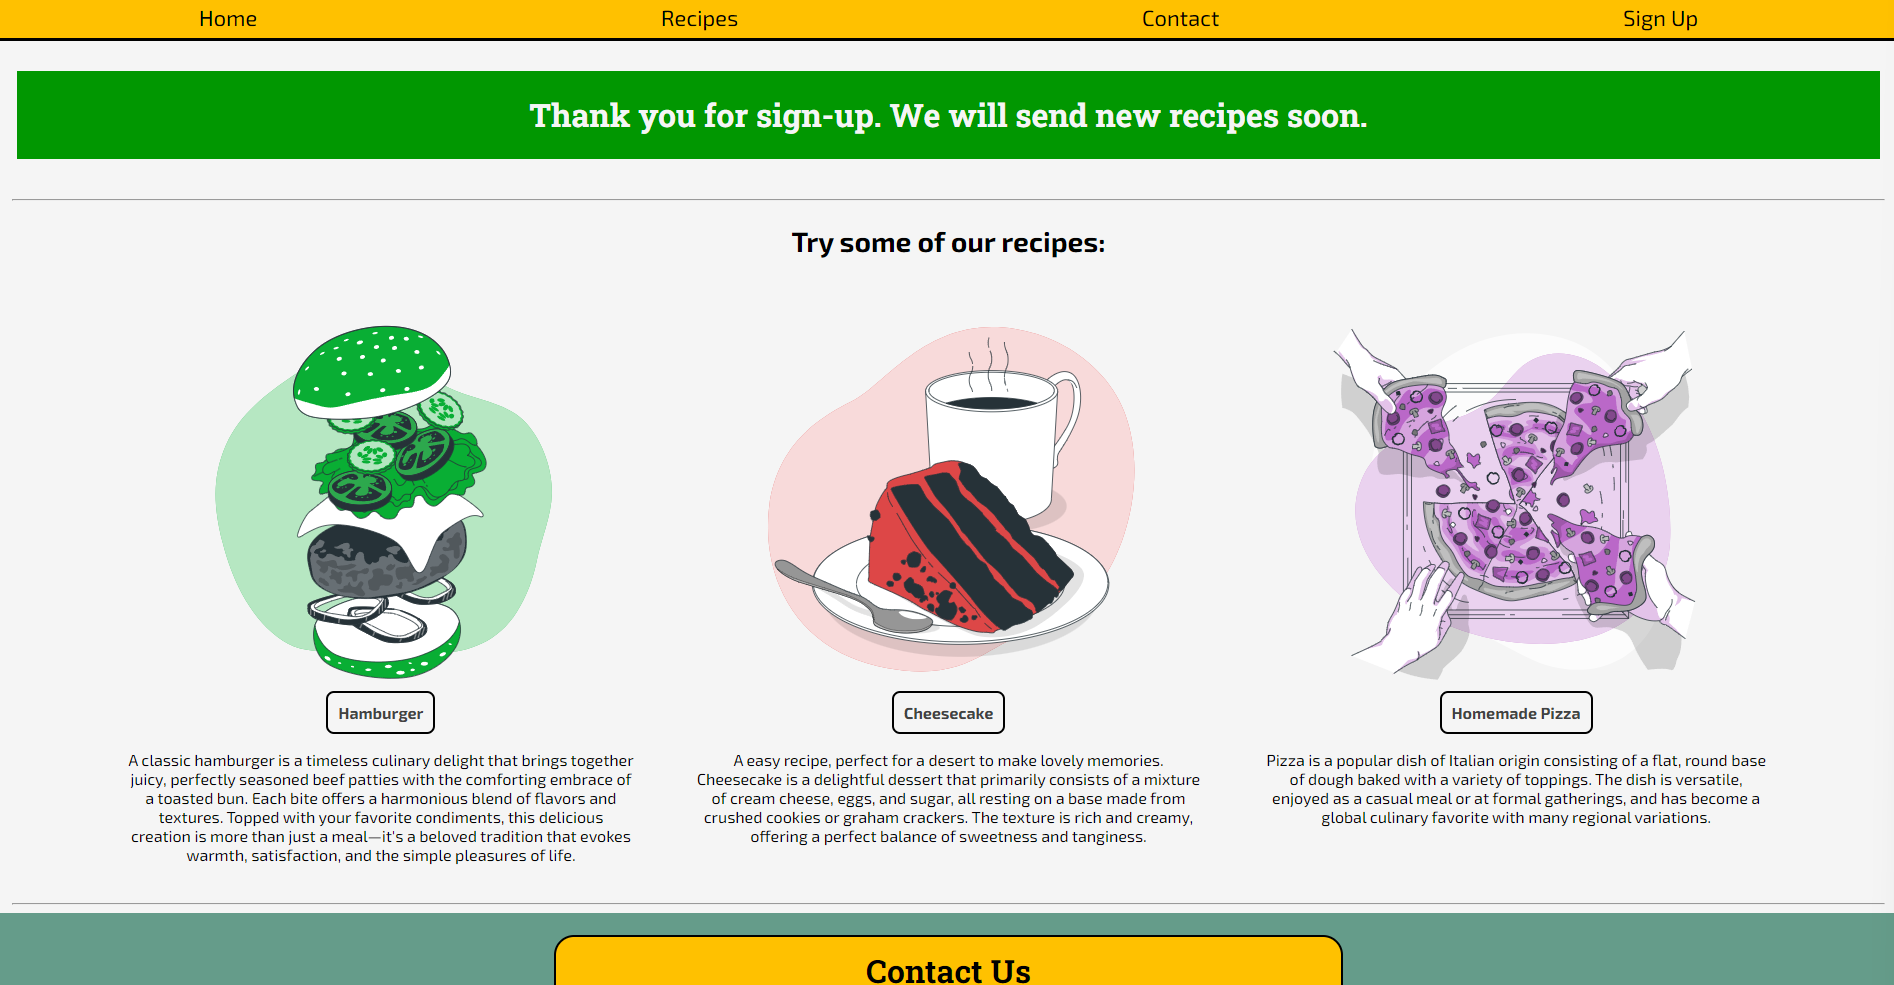 Home Recipes Contact Sign Up
Thank you for sign-up. We will send new recipes soon.
Try some of our recipes:
Hamburger
A classic hamburger is a timeless culinary delight that brings together
juicy, perfectly seasoned beef patties with the comforting embrace of
a toasted bun. Each bite offers a harmonious blend of flavors and
textures. Topped with your favorite condiments, this delicious
creation is more than just a meal—it's a beloved tradition that evokes
warmth, satisfaction, and the simple pleasures of life.
Cheesecake
A easy recipe, perfect for a desert to make lovely memories.
Cheesecake is a delightful dessert that primarily consists of a mixture
of cream cheese, eggs, and sugar, all resting on a base made from
crushed cookies or graham crackers. The texture is rich and creamy,
offering a perfect balance of sweetness and tanginess.
Homemade Pizza
Pizza is a popular dish of Italian origin consisting of a flat, round base
of dough baked with a variety of toppings. The dish is versatile,
enjoyed as a casual meal or at formal gatherings, and has become a
global culinary favorite with many regional variations.
Contact Us